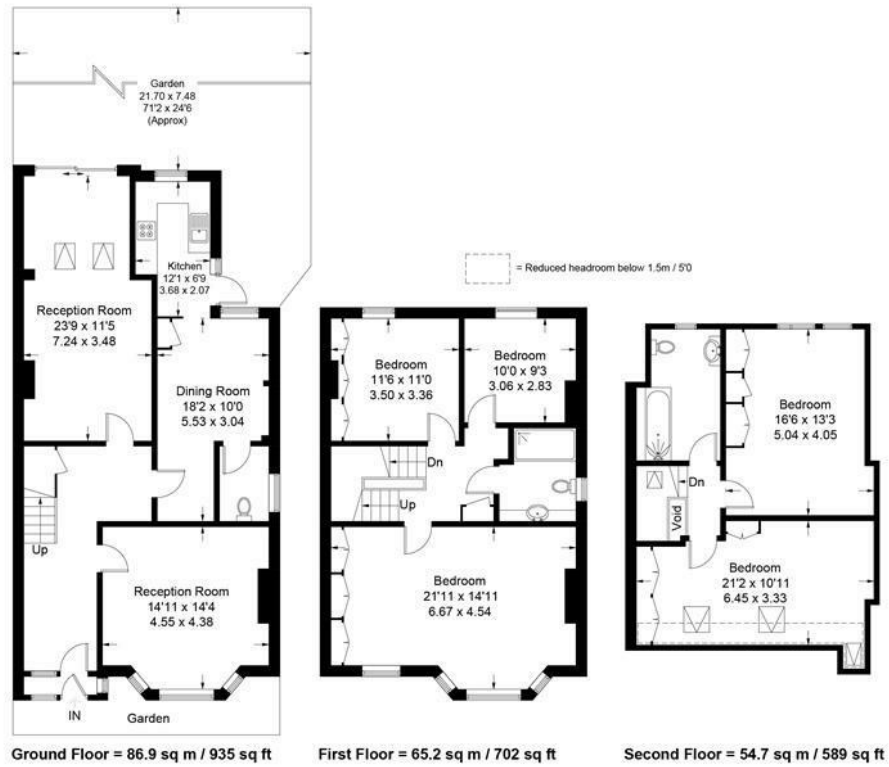 Garden
21.70 x 7.48
71'2 x 24'6
(Approx)
Kitchen
12'1 x 6'9
3.68 x 2.07
= Reduced headroom below 1.5m / 5'0
Reception Room
23'9 x 11'5
7.24 x 3.48
Dining Room
18'2 x 10'0
5.53 x 3.04
Up
Reception Room
14'11 x 14'4
4.55 x 4.38
IN
Garden
Bedroom
11'6 x 11'0
3.50 x 3.36
Bedroom
10'0 x 9'3
3.06 x 2.83
Dn
Up
Bedroom
21'11 x 14'11
6.67 x 4.54
Bedroom
16'6 x 13'3
5.04 x 4.05
Dn
Void
Bedroom
21'2 x 10'11
6.45 x 3.33
Ground Floor = 86.9 sq m / 935 sq ft
First Floor = 65.2 sq m / 702 sq ft
Second Floor = 54.7 sq m / 589 sq ft